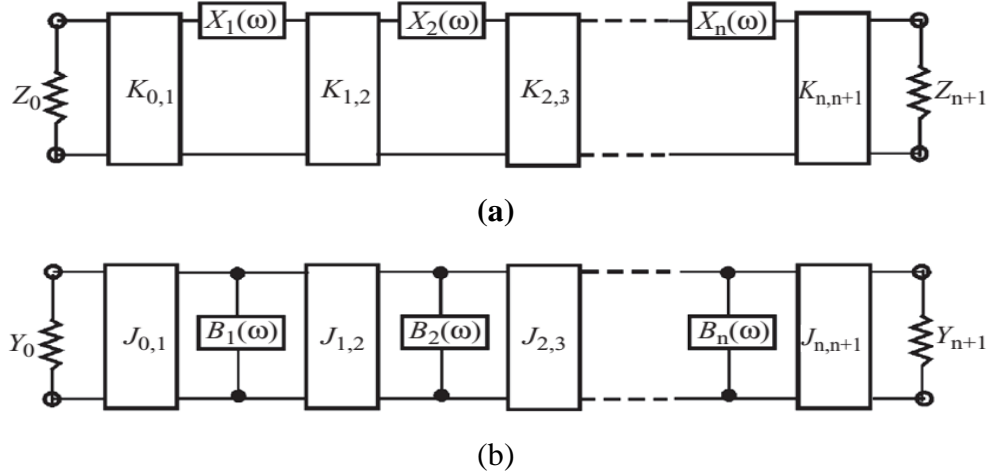 X₁(ω) X₂(ω) Xₙ(ω)
Z₀ K₀,₁ K₁,₂ K₂,₃ Kₙ,ₙ₊₁ Zₙ₊₁
(a)
Y₀ J₀,₁ B₁(ω) J₁,₂ B₂(ω) J₂,₃ Bₙ(ω) Jₙ,ₙ₊₁ Yₙ₊₁
(b)